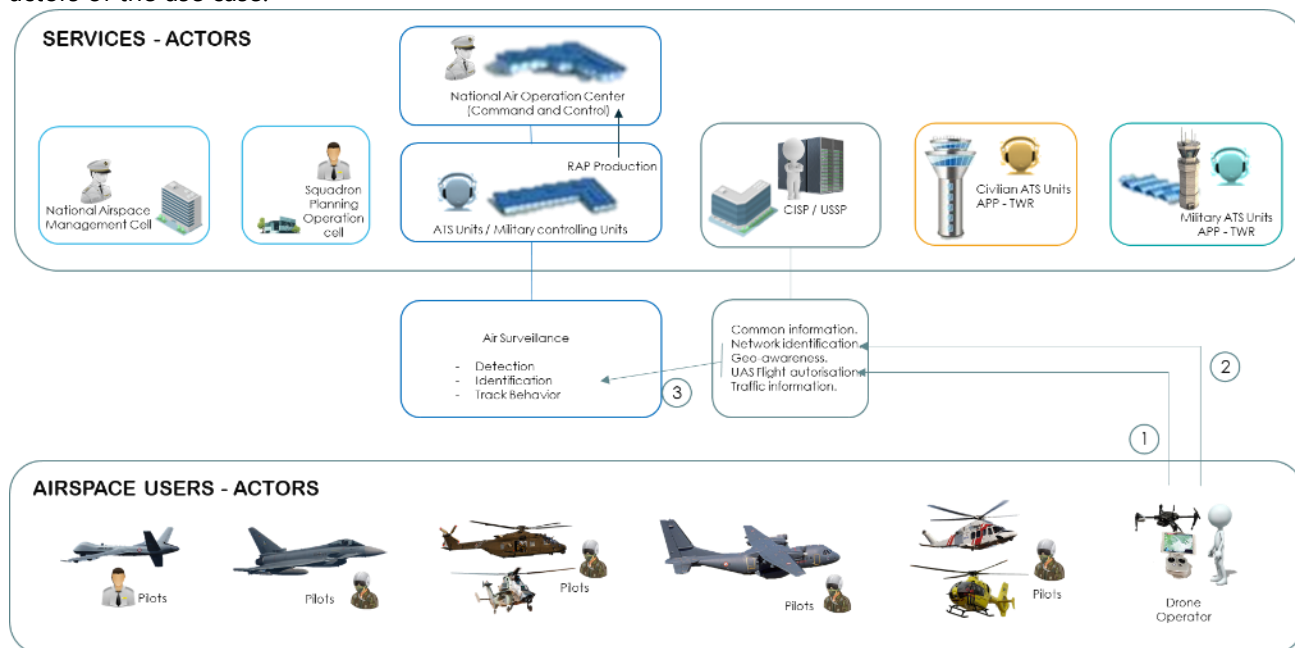 actors of the use case.
SERVICES - ACTORS
National Air Operation Center
(Command and Control)
RAP Production
National Airspace
Management Cell
Squadron
Planning
Operation
cell
ATS Units / Military controlling Units
CISP / USSP
Civilian ATS Units
APP - TWR
Military ATS Units
APP - TWR
Air Surveillance
- Detection
- Identification
- Track Behavior
Common information.
Network identification.
Geo-awareness.
UAS Flight autorisation.
Traffic information.
3
2
1
AIRSPACE USERS - ACTORS
Pilots
Pilots
Pilots
Pilots
Pilots
Drone
Operator